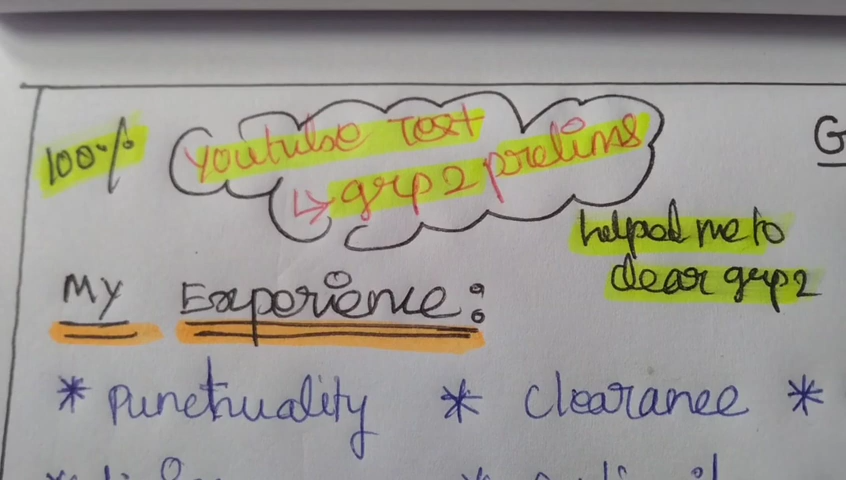 100% Youtube Test
↳ grp 2 prelims
G
helped me to
clear grp 2
My Experience:
* Punctuality * Clearance *